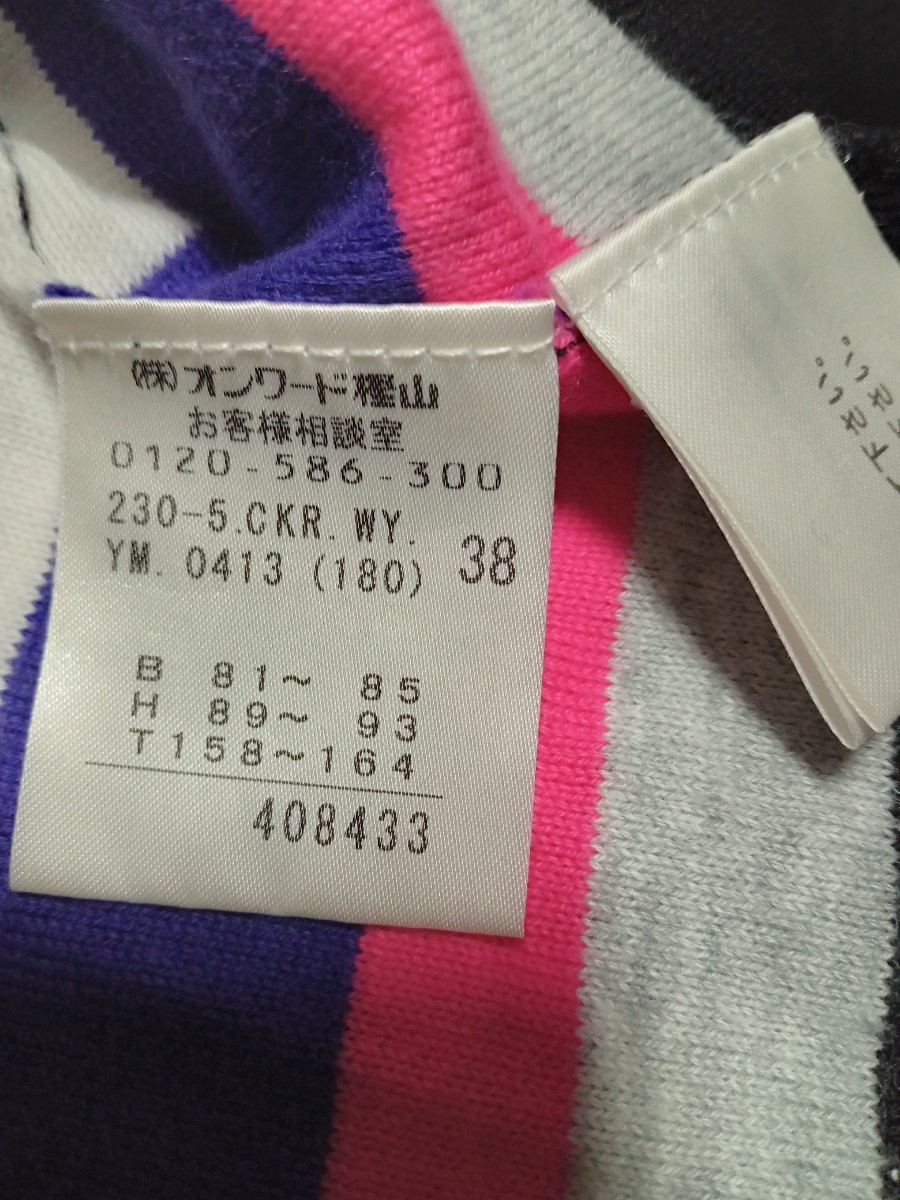 (株)オンワード樫山
お客様相談室
0120-586-300
230-5.CKR.WY.
YM. 0413 (180) 38
B 81〜 85
H 89〜 93
T158〜164
408433